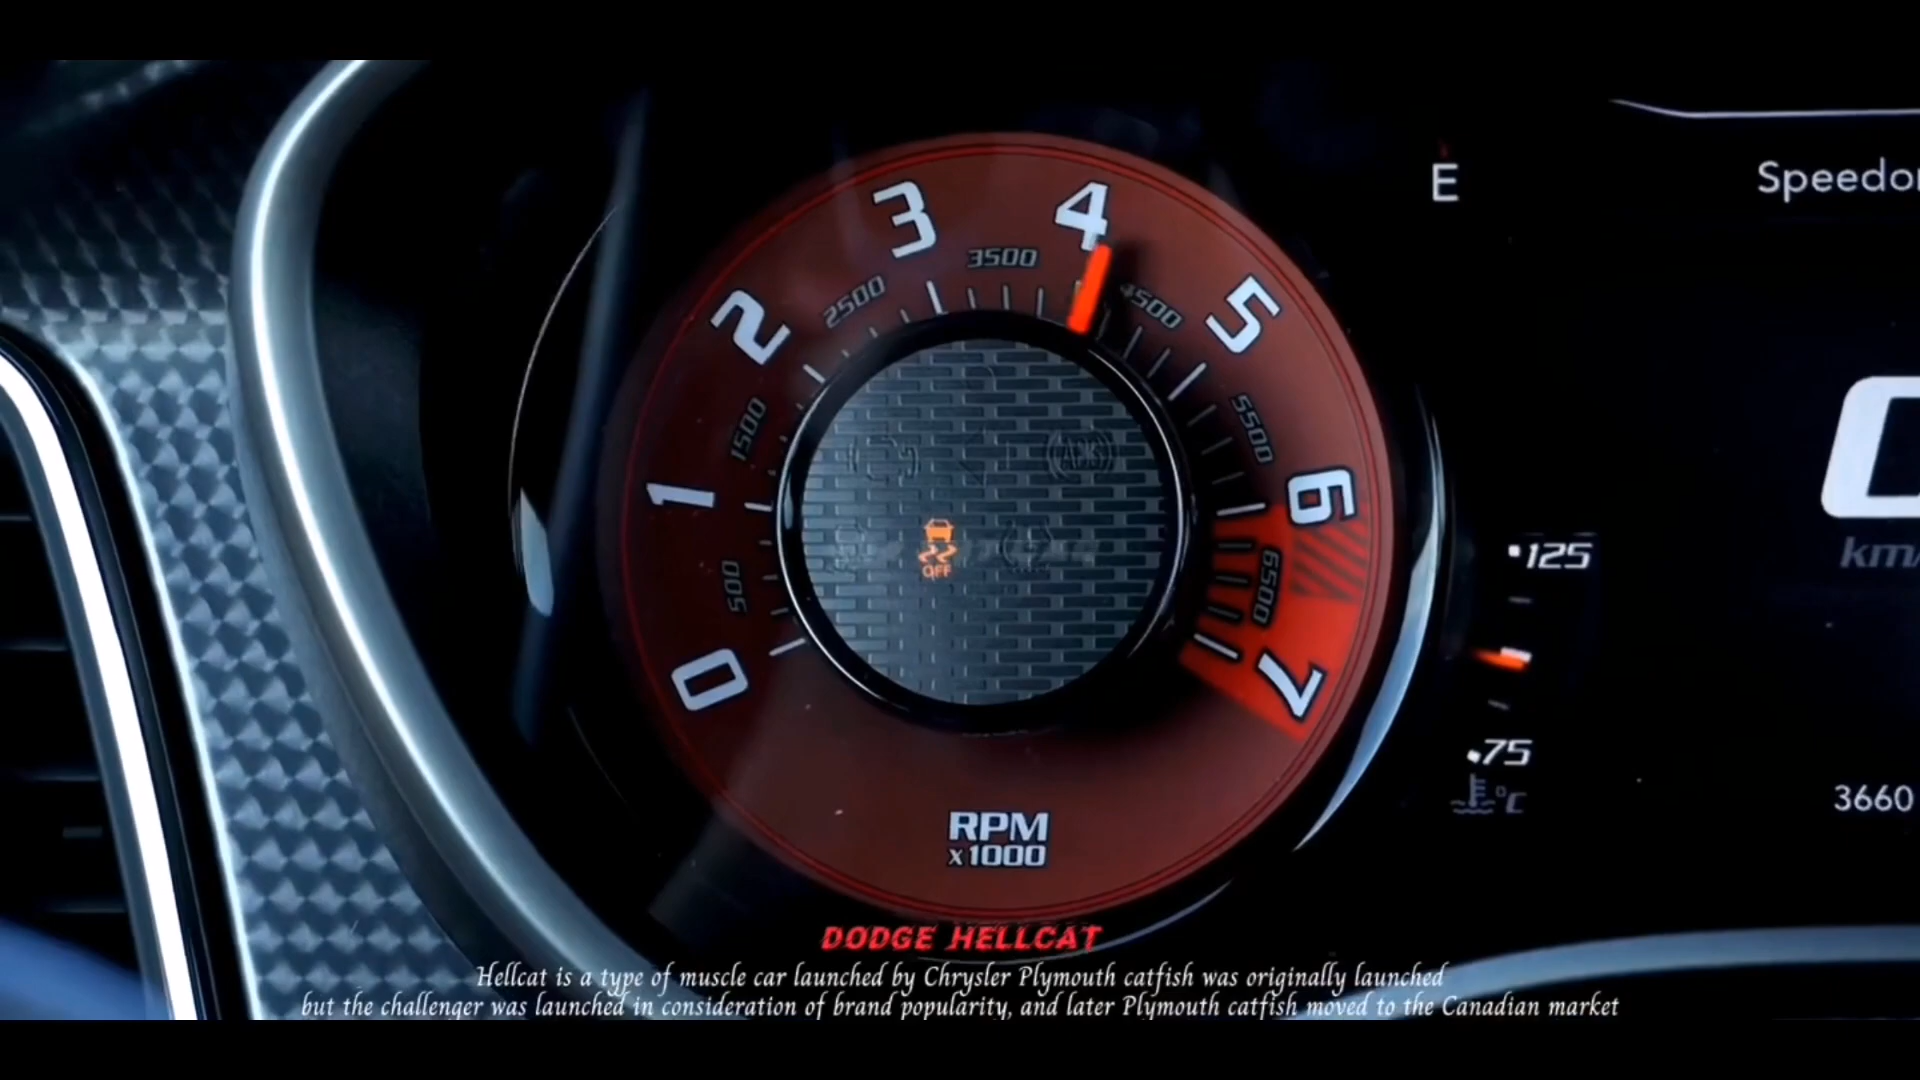 E
Speedo
3
4
3500
2
2500
4500
5
1500
5500
1
6
ABS
OFF
125
km/
500
6500
0
7
75
°C
3660
RPM
x1000
DODGE HELLCAT
Hellcat is a type of muscle car launched by Chrysler Plymouth catfish was originally launched
but the challenger was launched in consideration of brand popularity, and later Plymouth catfish moved to the Canadian market